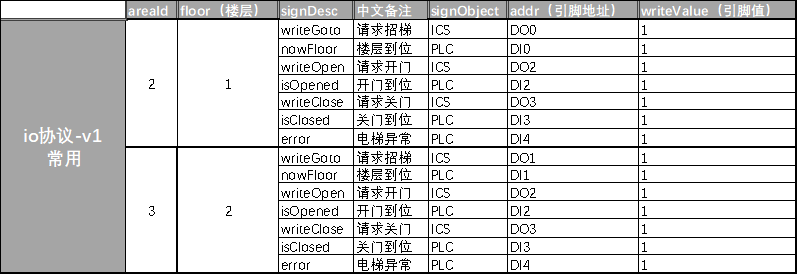 areaId floor（楼层） signDesc 中文备注 signObject addr（引脚地址） writeValue（引脚值）
io协议-v1
常用
2 1
writeGoto 请求招梯 ICS DO0 1
nowFloor 楼层到位 PLC DI0 1
writeOpen 请求开门 ICS DO2 1
isOpened 开门到位 PLC DI2 1
writeClose 请求关门 ICS DO3 1
isClosed 关门到位 PLC DI3 1
error 电梯异常 PLC DI4 1
3 2
writeGoto 请求招梯 ICS DO1 1
nowFloor 楼层到位 PLC DI1 1
writeOpen 请求开门 ICS DO2 1
isOpened 开门到位 PLC DI2 1
writeClose 请求关门 ICS DO3 1
isClosed 关门到位 PLC DI3 1
error 电梯异常 PLC DI4 1